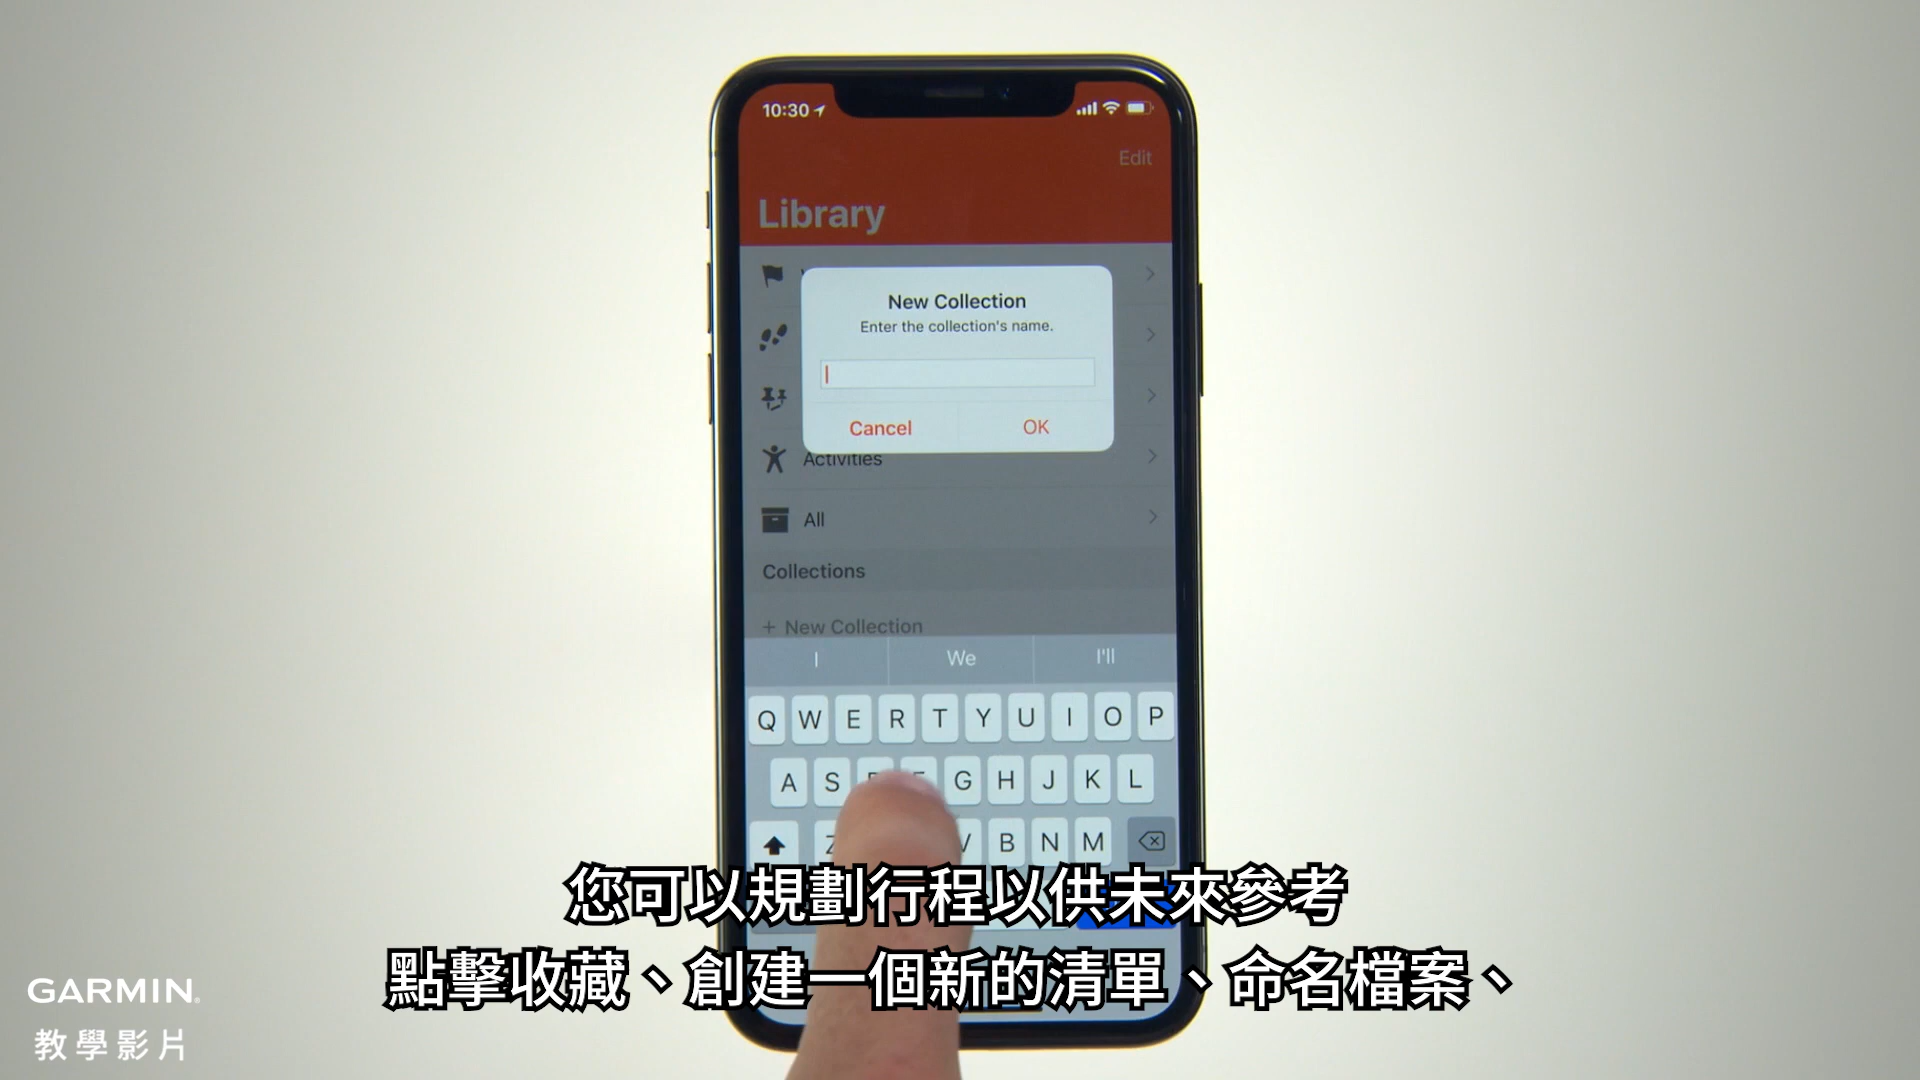 10:30
Edit
Library
New Collection
Enter the collection's name.
Cancel
OK
Activities
All
Collections
+ New Collection
I
We
I'll
Q W E R T Y U I O P
A S G H J K L
Z V B N M
您可以規劃行程以供未來參考
點擊收藏、創建一個新的清單、命名檔案、
GARMIN
教學影片